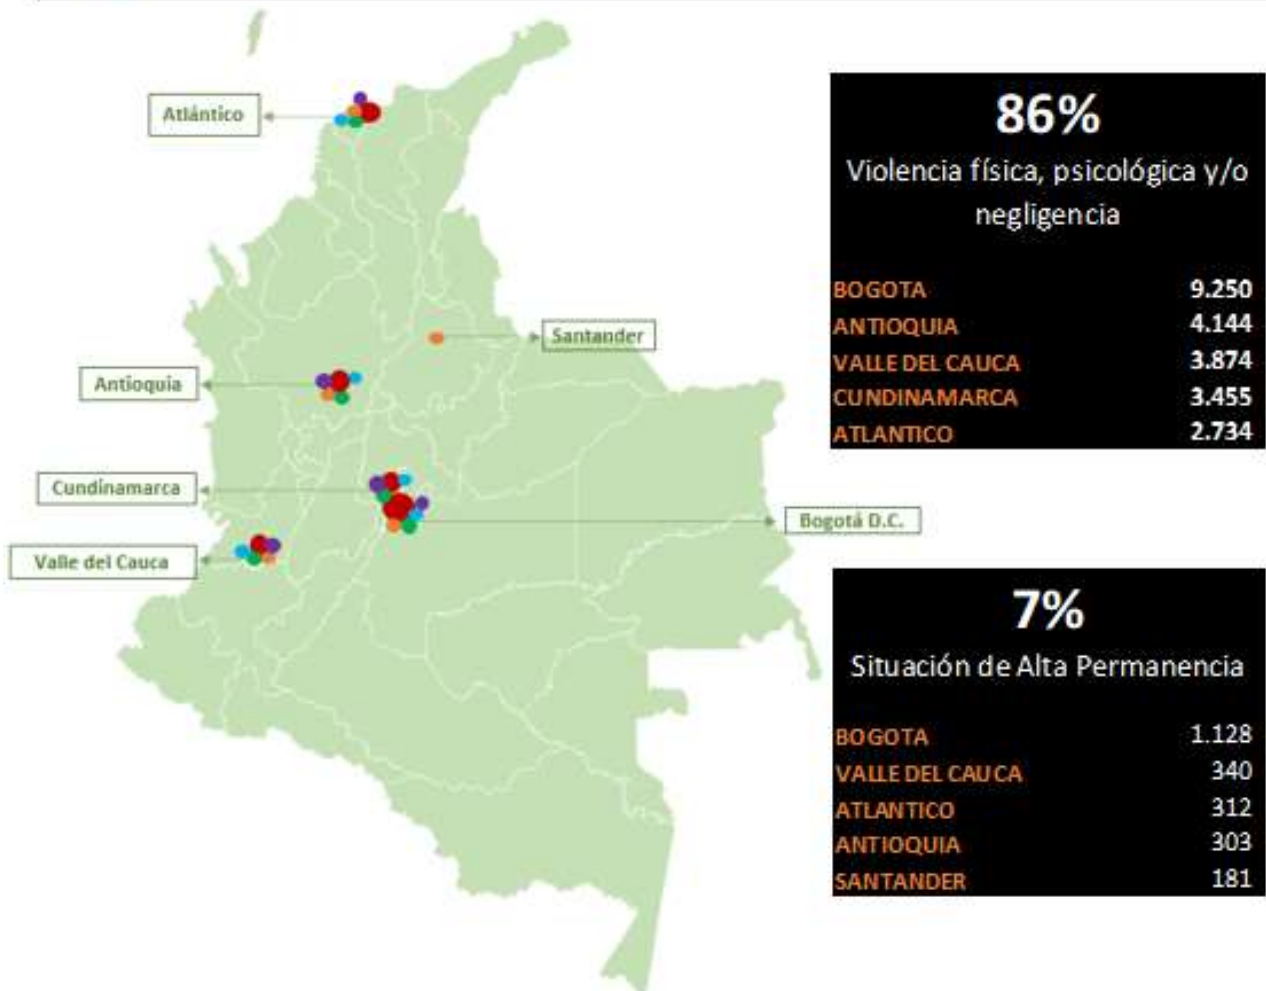 Atlántico
Santander
Antioquia
Cundinamarca
Bogotá D.C.
Valle del Cauca
86%
Violencia física, psicológica y/o
negligencia
BOGOTA 9.250
ANTIOQUIA 4.144
VALLE DEL CAUCA 3.874
CUNDINAMARCA 3.455
ATLANTICO 2.734
7%
Situación de Alta Permanencia
BOGOTA 1.128
VALLE DEL CAUCA 340
ATLANTICO 312
ANTIOQUIA 303
SANTANDER 181